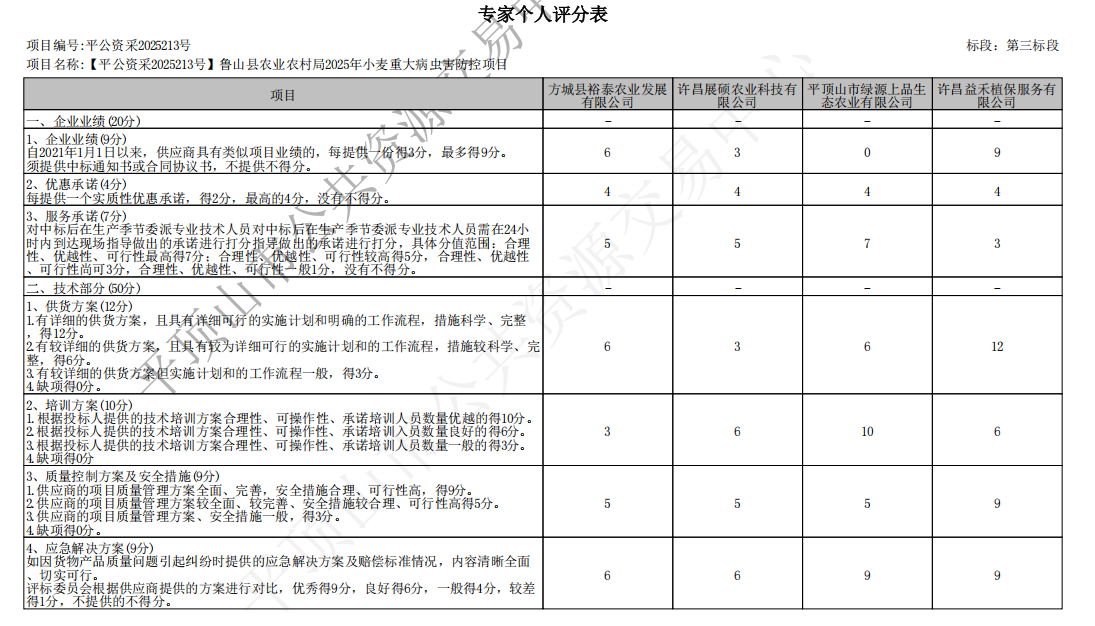 专家个人评分表
项目编号:平公资采2025213号
标段：第三标段
项目名称:【平公资采2025213号】鲁山县农业农村局2025年小麦重大病虫害防控项目
项目 方城县裕泰农业发展有限公司 许昌展硕农业科技有限公司 平顶山市绿源上品生态农业有限公司 许昌益禾植保服务有限公司
一、企业业绩(20分) - - - -
1、企业业绩(9分)
自2021年1月1日以来，供应商具有类似项目业绩的，每提供一份得3分，最多得9分。
须提供中标通知书或合同协议书，不提供不得分。
6 3 0 9
2、优惠承诺(4分)
每提供一个实质性优惠承诺，得2分，最高的4分，没有不得分。
4 4 4 4
3、服务承诺(7分)
对中标后在生产季节委派专业技术人员对中标后在生产季节委派专业技术人员需在24小
时内到达现场指导做出的承诺进行打分指导做出的承诺进行打分，具体分值范围：合理
性、优越性、可行性最高得7分；合理性、优越性、可行性较高得5分，合理性、优越性
、可行性尚可3分，合理性、优越性、可行性一般1分，没有不得分。
5 5 7 3
二、技术部分(50分) - - - -
1、供货方案(12分)
1.有详细的供货方案，且具有详细可行的实施计划和明确的工作流程，措施科学、完整
，得12分。
2.有较详细的供货方案，且具有较为详细可行的实施计划和的工作流程，措施较科学、完
整，得6分。
3.有较详细的供货方案但实施计划和的工作流程一般，得3分。
4.缺项得0分。
6 3 6 12
2、培训方案(10分)
1.根据投标人提供的技术培训方案合理性、可操作性、承诺培训人员数量优越的得10分。
2.根据投标人提供的技术培训方案合理性、可操作性、承诺培训入员数量良好的得6分。
3.根据投标人提供的技术培训方案合理性、可操作性、承诺培训人员数量一般的得3分。
4.缺项得0分
3 6 10 6
3、质量控制方案及安全措施(9分)
1.供应商的项目质量管理方案全面、完善，安全措施合理、可行性高，得9分。
2.供应商的项目质量管理方案较全面、较完善、安全措施较合理、可行性高得5分。
3.供应商的项目质量管理方案、安全措施一般，得3分。
4.缺项得0分。
5 5 5 9
4、应急解决方案(9分)
如因货物产品质量问题引起纠纷时提供的应急解决方案及赔偿标准情况，内容清晰全面
、切实可行。
评标委员会根据供应商提供的方案进行对比，优秀得9分，良好得6分，一般得4分，较差
得1分，不提供的不得分。
6 6 9 9
平顶山市公共资源交易中心
平顶山市公共资源交易中心